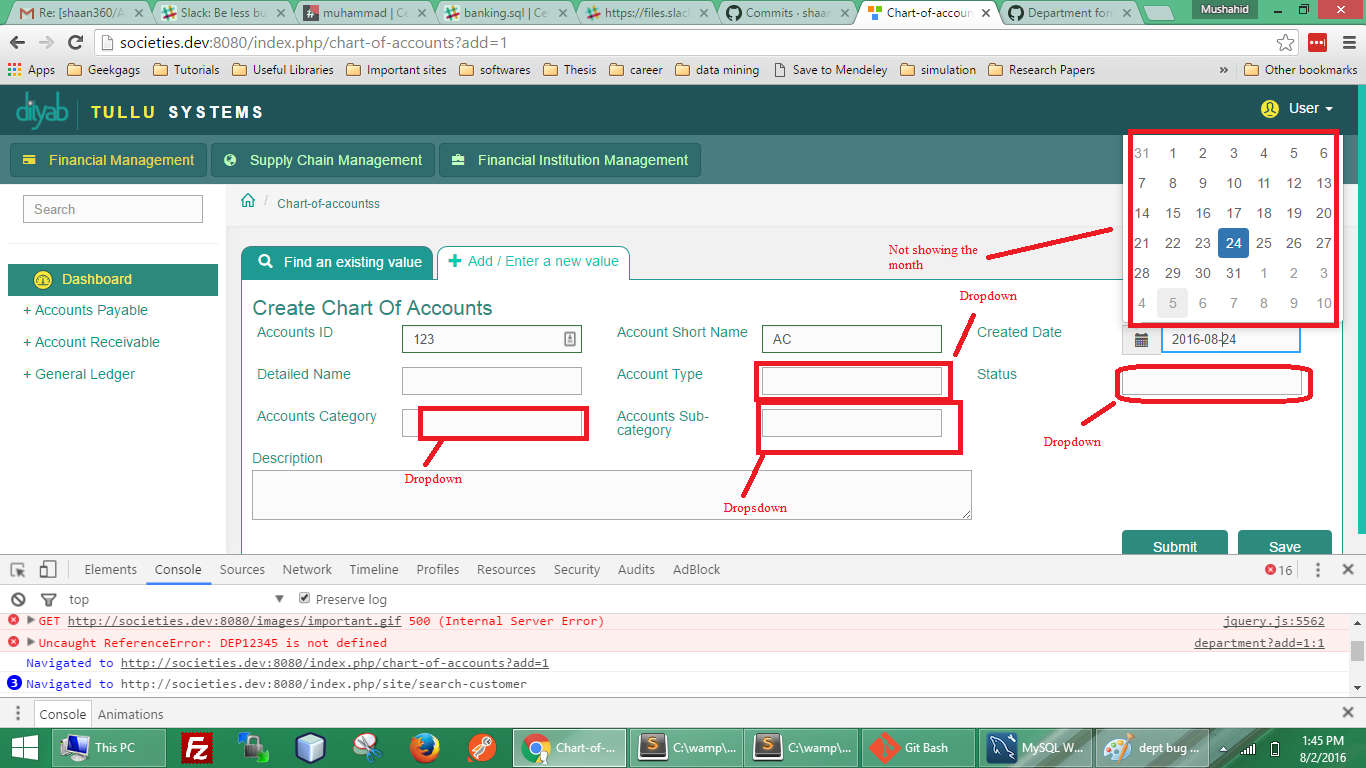 Re: [shaan360/A
Slack: Be less bu
muhammad | Ce
banking.sql | Ce
https://files.slac
Commits · shaan
Chart-of-accoun
Department for
Mushahid
societies.dev:8080/index.php/chart-of-accounts?add=1
Apps
Geekgags
Tutorials
Useful Libraries
Important sites
softwares
Thesis
career
data mining
Save to Mendeley
simulation
Research Papers
»
Other bookmarks
diiyab
TULLU SYSTEMS
User
Financial Management
Supply Chain Management
Financial Institution Management
31 1 2 3 4 5 6
7 8 9 10 11 12 13
14 15 16 17 18 19 20
21 22 23 24 25 26 27
28 29 30 31 1 2 3
4 5 6 7 8 9 10
Search
/ Chart-of-accountss
Not showing the
month
Find an existing value
+ Add / Enter a new value
Dashboard
+ Accounts Payable
+ Account Receivable
+ General Ledger
Create Chart Of Accounts
Dropdown
Accounts ID
123
Account Short Name
AC
Created Date
2016-08-24
Detailed Name
Account Type
Status
Accounts Category
Accounts Sub-
category
Dropdown
Description
Dropdown
Dropsdown
Submit
Save
Elements
Console
Sources
Network
Timeline
Profiles
Resources
Security
Audits
AdBlock
16
top
Preserve log
GET http://societies.dev:8080/images/important.gif 500 (Internal Server Error)
jquery.js:5562
Uncaught ReferenceError: DEP12345 is not defined
department?add=1:1
Navigated to http://societies.dev:8080/index.php/chart-of-accounts?add=1
3 Navigated to http://societies.dev:8080/index.php/site/search-customer
Console
Animations
This PC
Fz
Chart-of-...
C:\wamp\...
C:\wamp\...
Git Bash
MySQL W...
dept bug ...
1:45 PM
8/2/2016